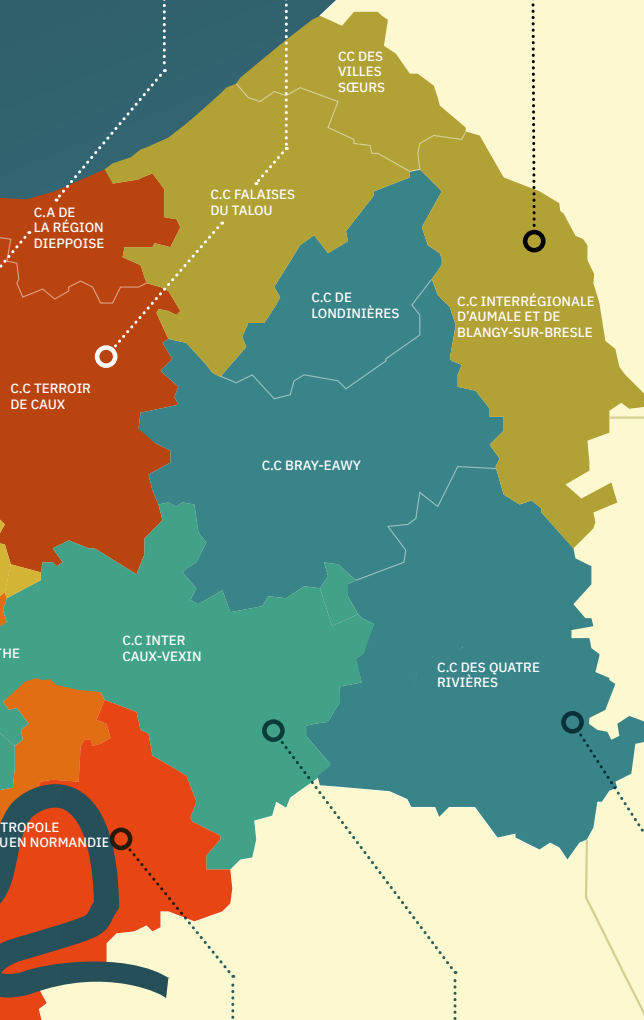 CC DES
VILLES
SŒURS
C.C FALAISES
DU TALOU
C.A DE
LA RÉGION
DIEPPOISE
C.C DE
LONDINIÈRES
C.C INTERRÉGIONALE
D'AUMALE ET DE
BLANGY-SUR-BRESLE
C.C TERROIR
DE CAUX
C.C BRAY-EAWY
C.C INTER
CAUX-VEXIN
THE
C.C DES QUATRE
RIVIÈRES
TROPOLE
UEN NORMANDIE